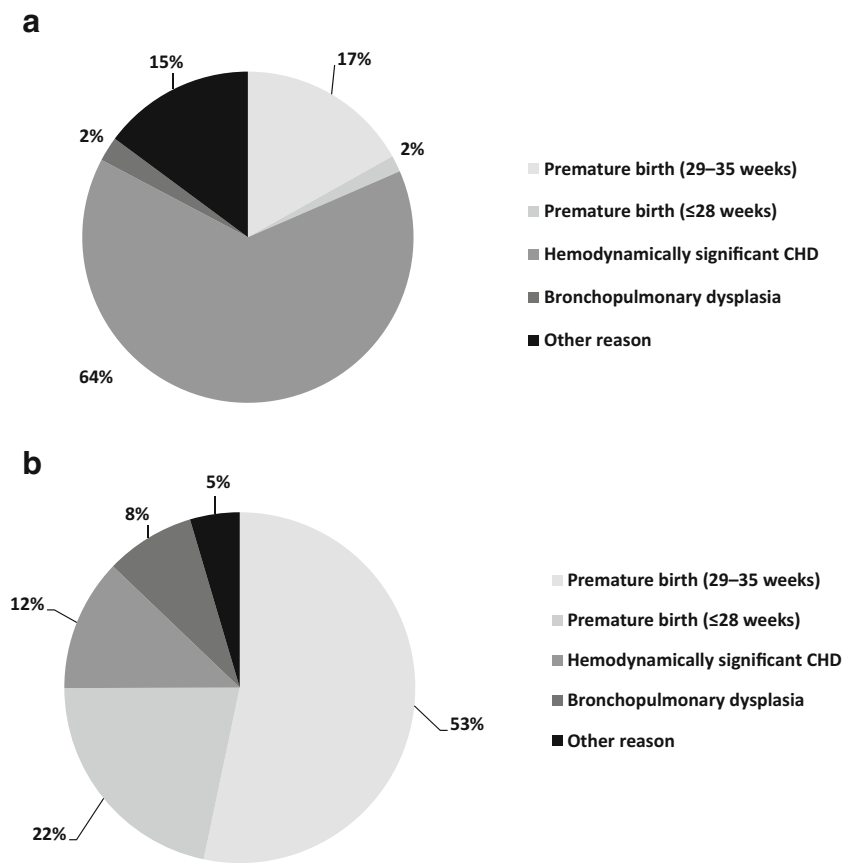 a
15%
17%
2%
2%
64%
Premature birth (29–35 weeks)
Premature birth (≤28 weeks)
Hemodynamically significant CHD
Bronchopulmonary dysplasia
Other reason
b
5%
8%
12%
53%
22%
Premature birth (29–35 weeks)
Premature birth (≤28 weeks)
Hemodynamically significant CHD
Bronchopulmonary dysplasia
Other reason